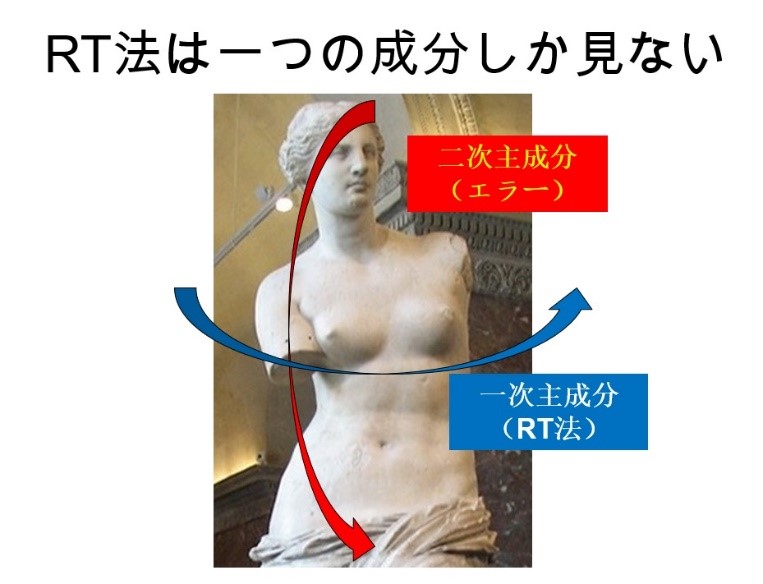 RT法は一つの成分しか見ない
二次主成分
（エラー）
一次主成分
（RT法）